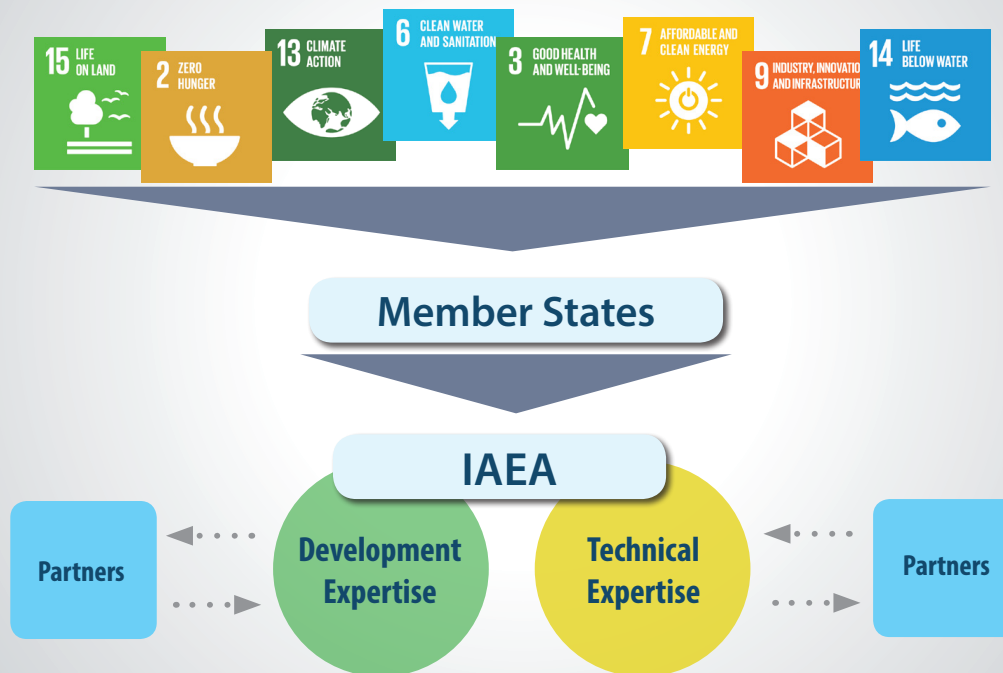 15 LIFE
ON LAND
2 ZERO
HUNGER
13 CLIMATE
ACTION
6 CLEAN WATER
AND SANITATION
3 GOOD HEALTH
AND WELL-BEING
7 AFFORDABLE AND
CLEAN ENERGY
9 INDUSTRY, INNOVATIO
AND INFRASTRUCTUR
14 LIFE
BELOW WATER
Member States
IAEA
Partners
Development
Expertise
Technical
Expertise
Partners